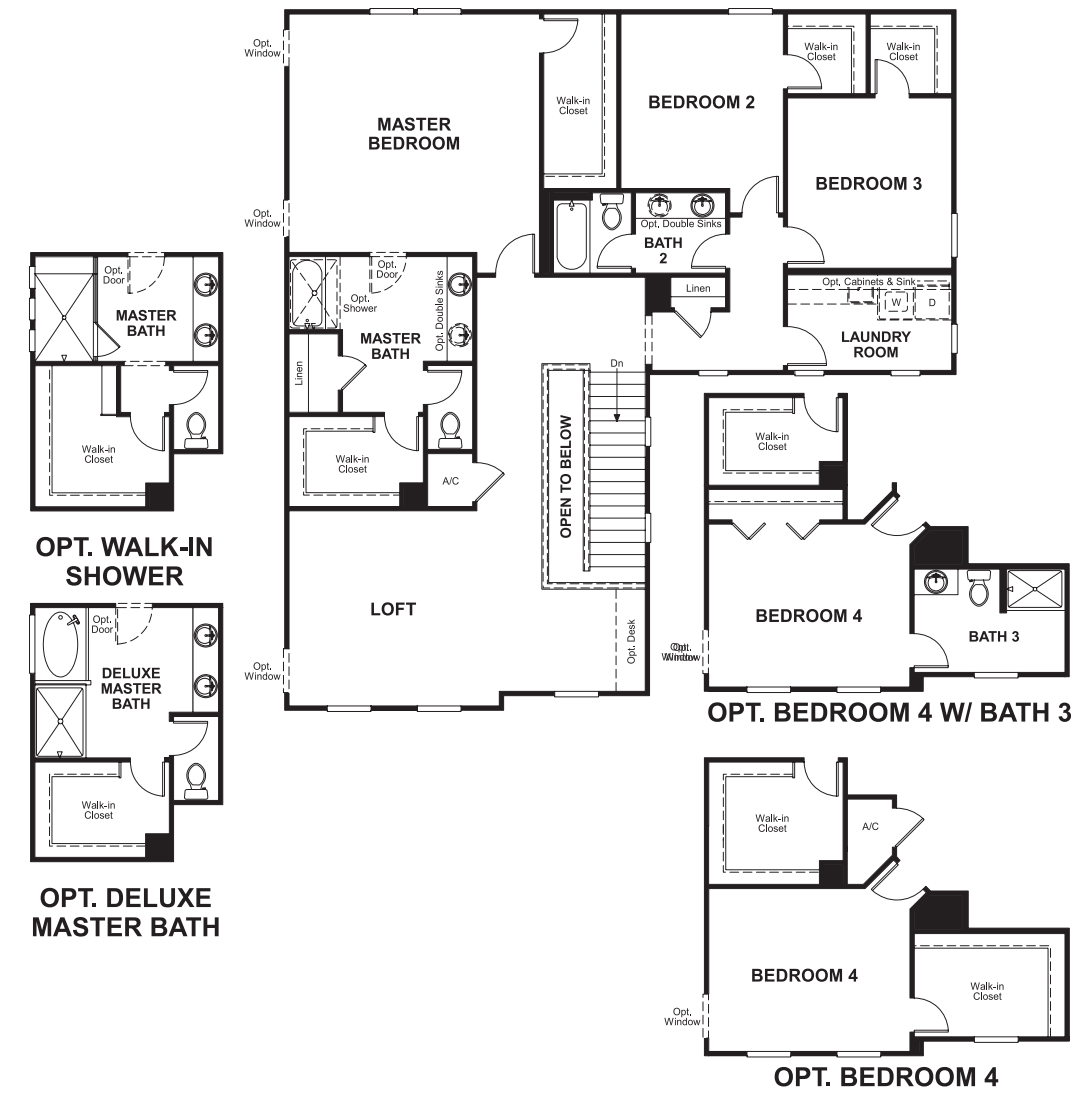 Opt.
Window
MASTER
BEDROOM
Walk-in
Closet
BEDROOM 2
Walk-in
Closet
Walk-in
Closet
BEDROOM 3
Opt.
Window
Opt. Double Sinks
BATH
2
Linen
Opt. Cabinets & Sink
W
D
LAUNDRY
ROOM
Opt.
Door
Opt.
Shower
Opt. Double Sinks
MASTER
BATH
Linen
Walk-in
Closet
A/C
Dn
OPEN TO BELOW
LOFT
Opt. Desk
Opt.
Window
Opt.
Door
MASTER
BATH
Walk-in
Closet
OPT. WALK-IN
SHOWER
Opt.
Door
DELUXE
MASTER
BATH
Walk-in
Closet
OPT. DELUXE
MASTER BATH
Walk-in
Closet
BEDROOM 4
BATH 3
Opt.
Window
OPT. BEDROOM 4 W/ BATH 3
Walk-in
Closet
A/C
BEDROOM 4
Walk-in
Closet
Opt.
Window
OPT. BEDROOM 4